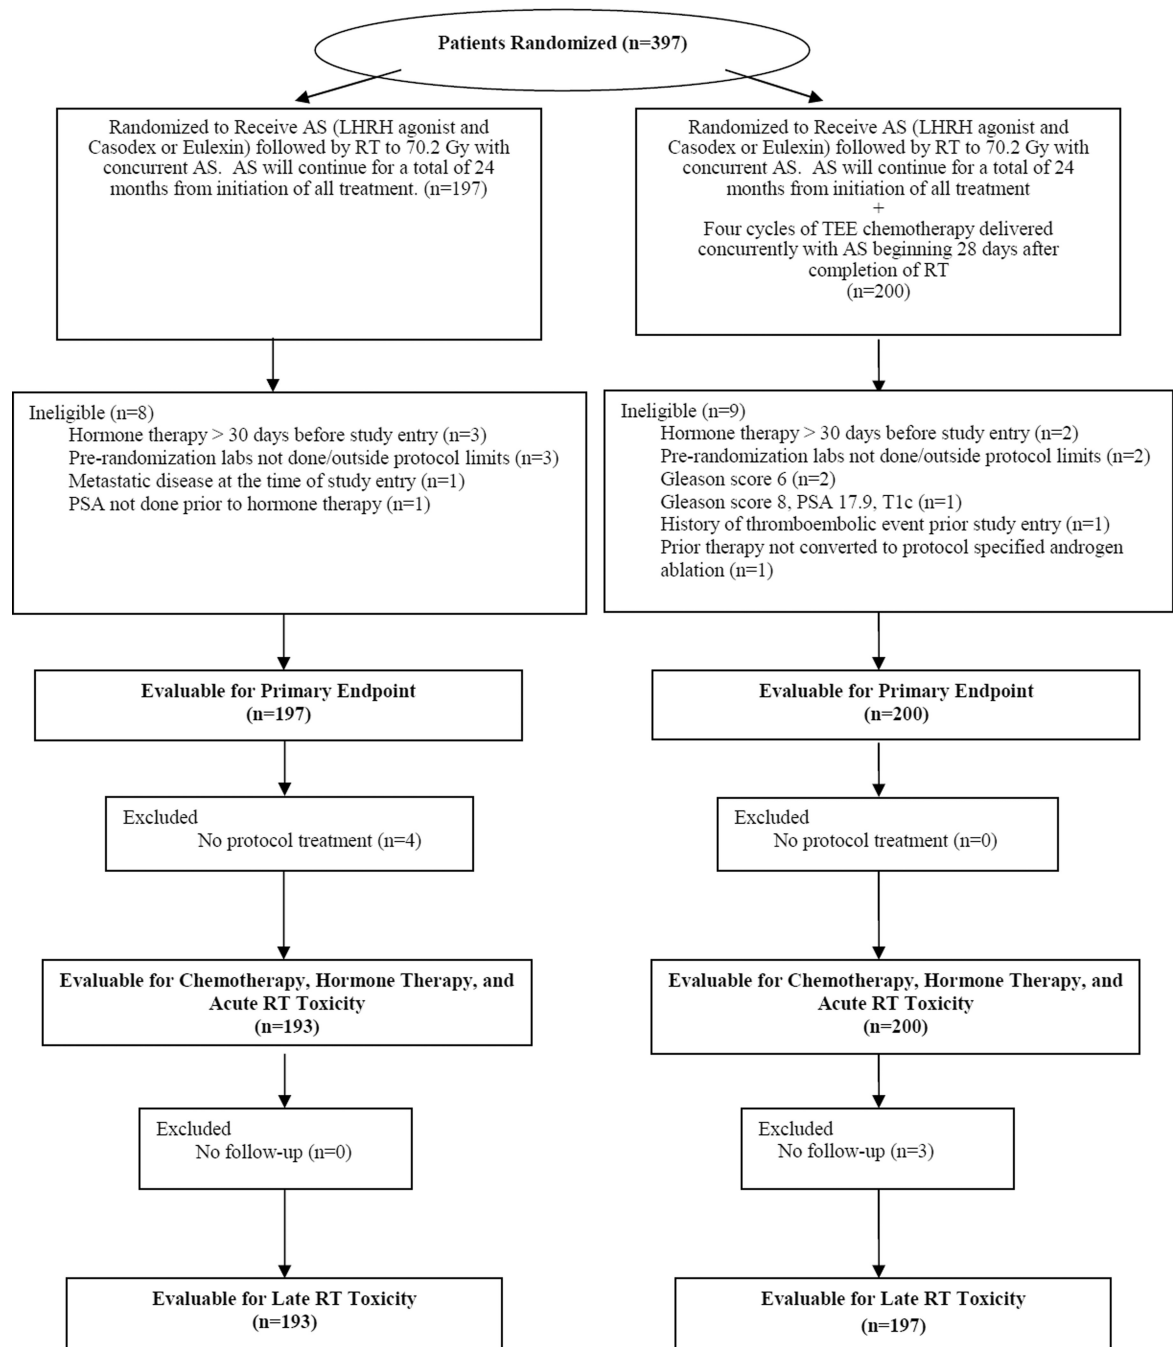 Patients Randomized (n=397)
Randomized to Receive AS (LHRH agonist and
Casodex or Eulexin) followed by RT to 70.2 Gy with
concurrent AS. AS will continue for a total of 24
months from initiation of all treatment. (n=197)
Randomized to Receive AS (LHRH agonist and
Casodex or Eulexin) followed by RT to 70.2 Gy with
concurrent AS. AS will continue for a total of 24
months from initiation of all treatment
+
Four cycles of TEE chemotherapy delivered
concurrently with AS beginning 28 days after
completion of RT
(n=200)
Ineligible (n=8)
Hormone therapy > 30 days before study entry (n=3)
Pre-randomization labs not done/outside protocol limits (n=3)
Metastatic disease at the time of study entry (n=1)
PSA not done prior to hormone therapy (n=1)
Ineligible (n=9)
Hormone therapy > 30 days before study entry (n=2)
Pre-randomization labs not done/outside protocol limits (n=2)
Gleason score 6 (n=2)
Gleason score 8, PSA 17.9, T1c (n=1)
History of thromboembolic event prior study entry (n=1)
Prior therapy not converted to protocol specified androgen
ablation (n=1)
Evaluable for Primary Endpoint
(n=197)
Evaluable for Primary Endpoint
(n=200)
Excluded
No protocol treatment (n=4)
Excluded
No protocol treatment (n=0)
Evaluable for Chemotherapy, Hormone Therapy, and
Acute RT Toxicity
(n=193)
Evaluable for Chemotherapy, Hormone Therapy, and
Acute RT Toxicity
(n=200)
Excluded
No follow-up (n=0)
Excluded
No follow-up (n=3)
Evaluable for Late RT Toxicity
(n=193)
Evaluable for Late RT Toxicity
(n=197)